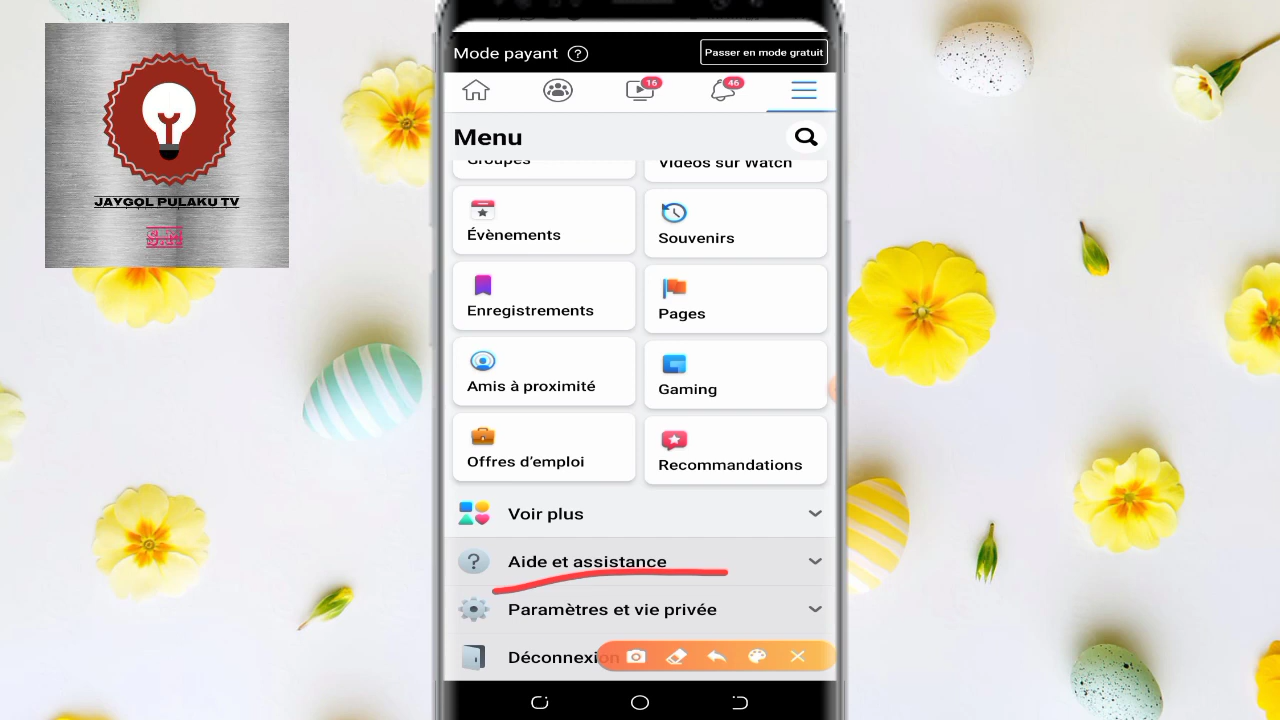 JAYGOL PULAKU TV
Mode payant ?
Passer en mode gratuit
16
46
Menu
Groupes
Vidéos sur Watch
Évènements
Souvenirs
Enregistrements
Pages
Amis à proximité
Gaming
Offres d'emploi
Recommandations
Voir plus
? Aide et assistance
Paramètres et vie privée
Déconnexion